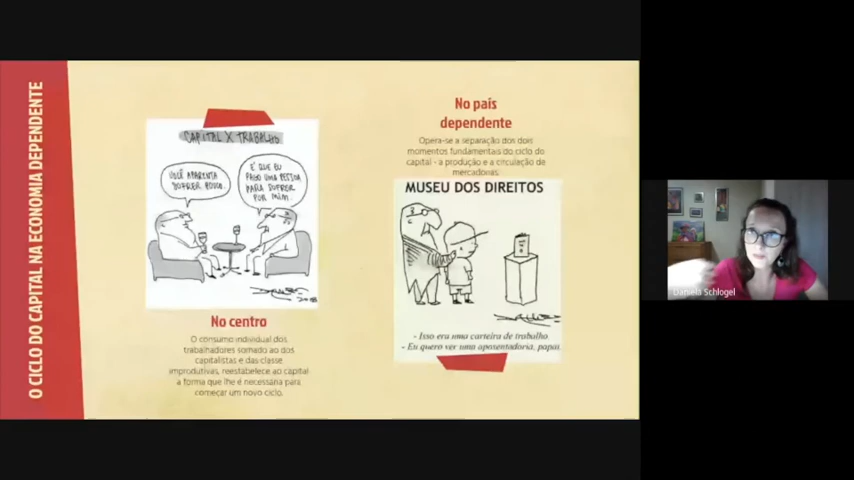 O CICLO DO CAPITAL NA ECONOMIA DEPENDENTE
CAPITAL X TRABALHO
VOCÊ APARENTA
SOFRER POUCO.
É QUE EU
PAGO UMA PESSOA
PARA SOFRER
POR MIM.
No centro
O consumo individual dos
trabalhadores somado ao dos
capitalistas e das classe
improdutivas, reestabelece ao capital
a forma que lhe é necessária para
começar um novo ciclo.
No país
dependente
Opera-se a separação dos dois
momentos fundamentais do ciclo do
capital - a produção e a circulação de
mercadorias.
MUSEU DOS DIREITOS
- Isso era uma carteira de trabalho.
- Eu quero ver uma aposentadoria, papai.
Daniela Schlogel